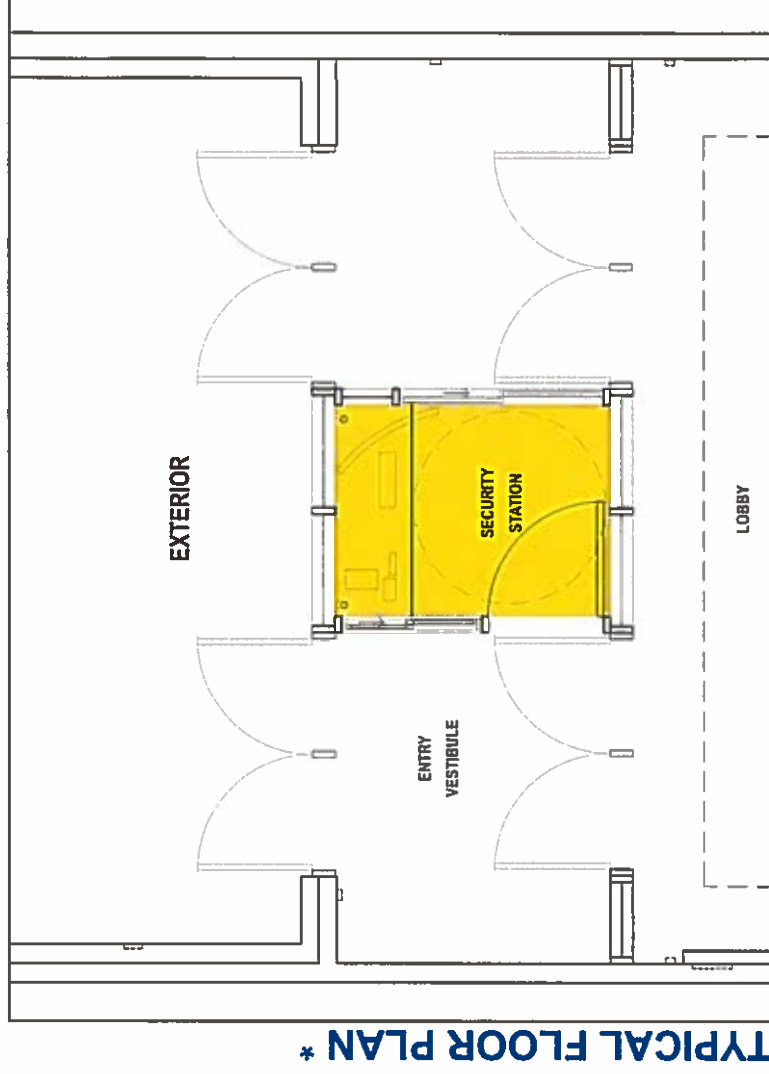 EXTERIOR
SECURITY
STATION
LOBBY
ENTRY
VESTIBULE
TYPICAL FLOOR PLAN *